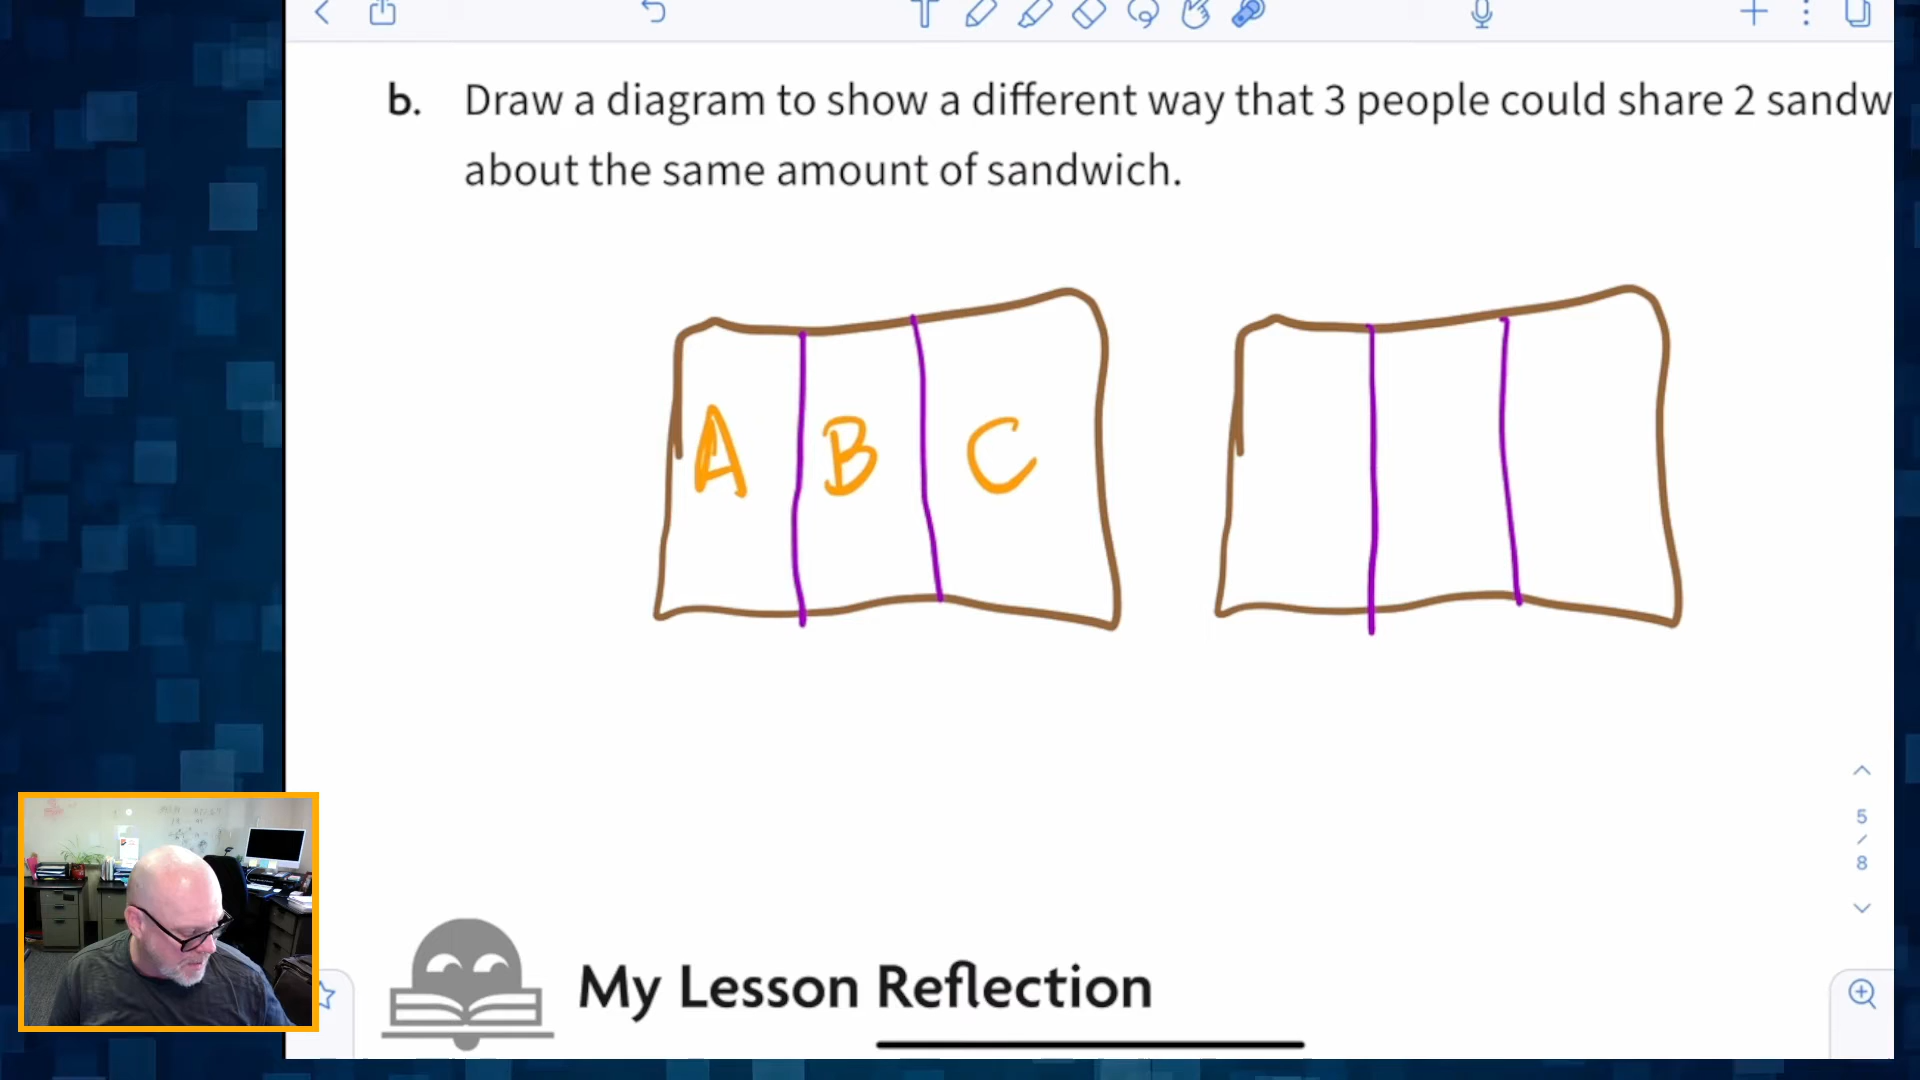 b. Draw a diagram to show a different way that 3 people could share 2 sandw
about the same amount of sandwich.
A B C
5
/
8
My Lesson Reflection